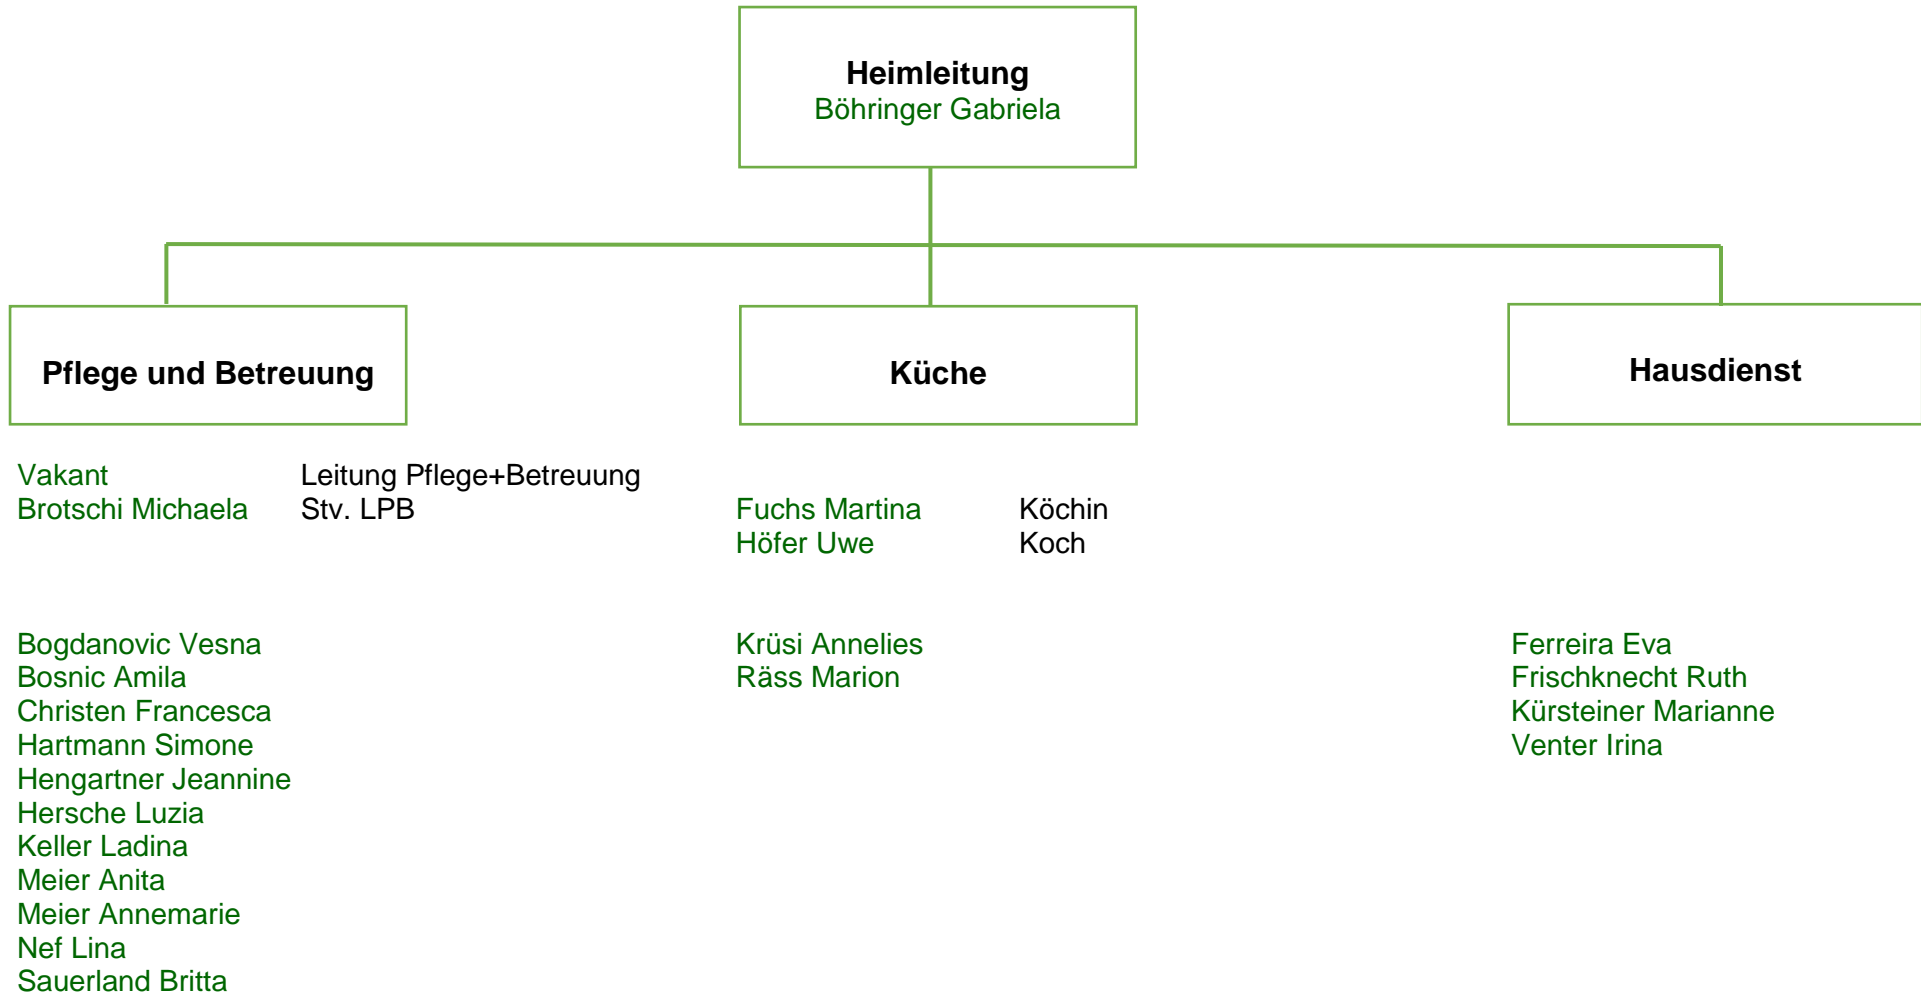 Heimleitung
Böhringer Gabriela
Pflege und Betreuung
Küche
Hausdienst
Vakant Leitung Pflege+Betreuung
Brotschi Michaela Stv. LPB
Fuchs Martina Köchin
Höfer Uwe Koch
Bogdanovic Vesna
Bosnic Amila
Christen Francesca
Hartmann Simone
Hengartner Jeannine
Hersche Luzia
Keller Ladina
Meier Anita
Meier Annemarie
Nef Lina
Sauerland Britta
Krüsi Annelies
Räss Marion
Ferreira Eva
Frischknecht Ruth
Kürsteiner Marianne
Venter Irina